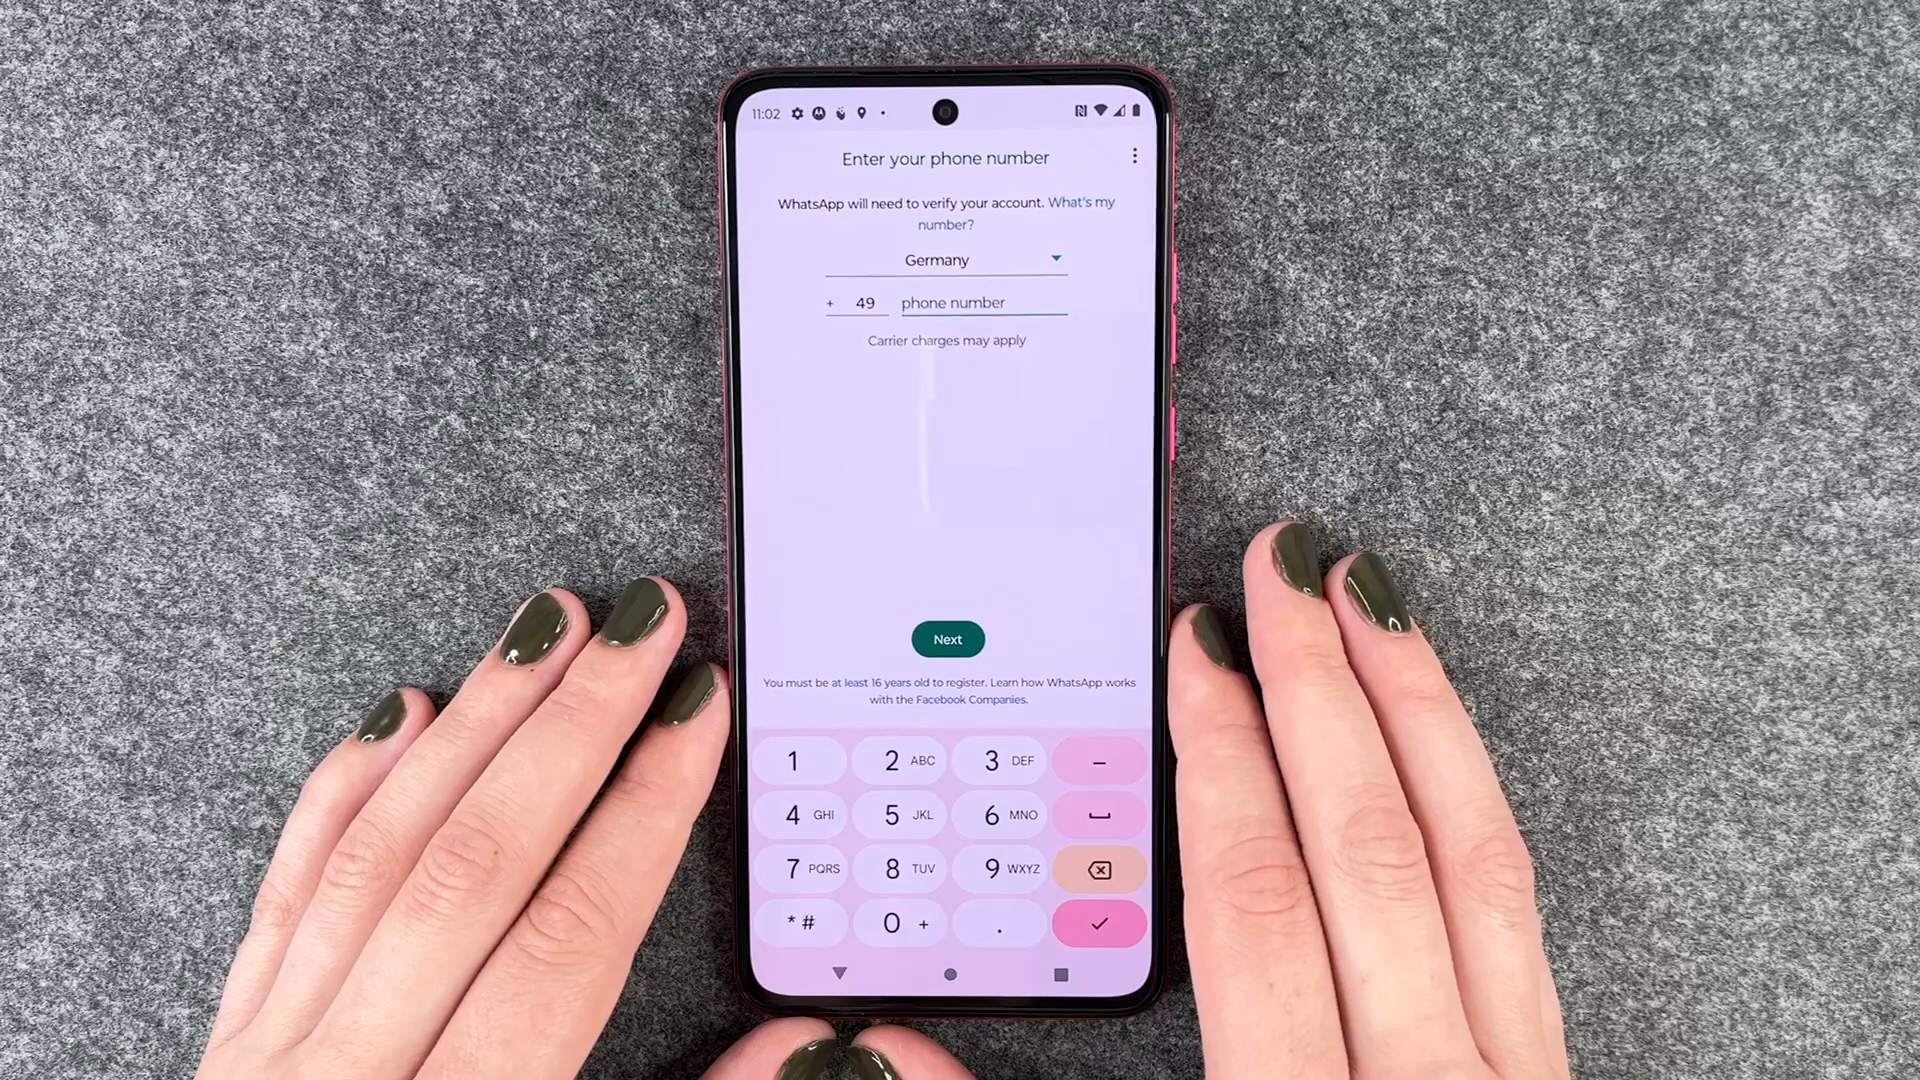 11:02
Enter your phone number
WhatsApp will need to verify your account. What's my
number?
Germany
+ 49 phone number
Carrier charges may apply
Next
You must be at least 16 years old to register. Learn how WhatsApp works
with the Facebook Companies.
1 2 ABC 3 DEF –
4 GHI 5 JKL 6 MNO
7 PQRS 8 TUV 9 WXYZ
* # 0 + .